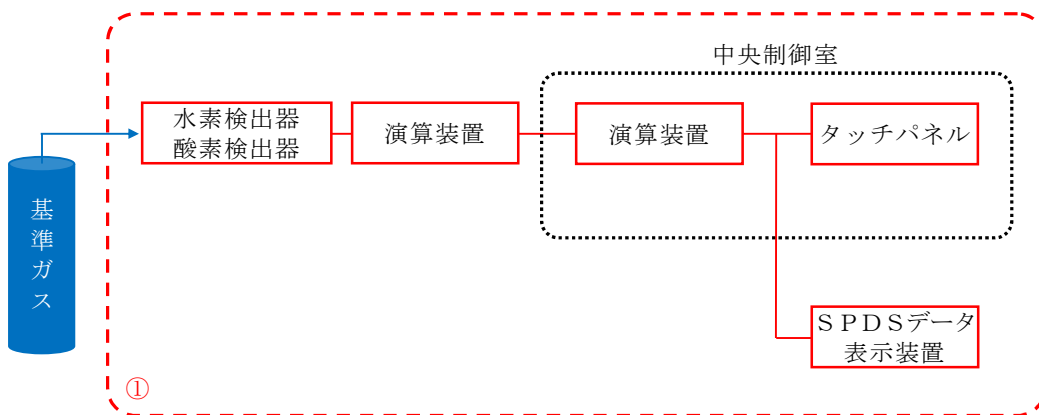 中央制御室
水素検出器
酸素検出器
演算装置
演算装置
タッチパネル
基準ガス
ＳＰＤＳデータ
表示装置
①